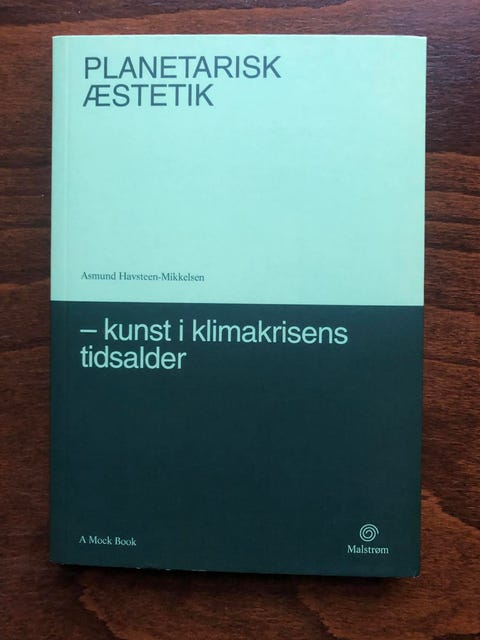 PLANETARISK
ÆSTETIK
Asmund Havsteen-Mikkelsen
– kunst i klimakrisens
tidsalder
A Mock Book
Malstrøm